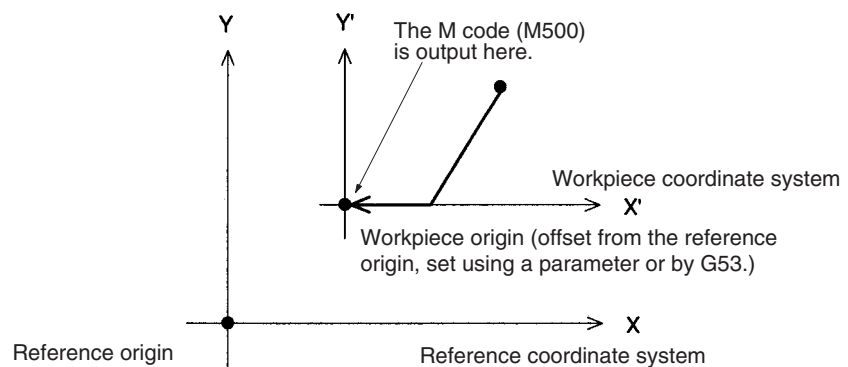 Y
Y'
The M code (M500)
is output here.
Workpiece coordinate system
X'
Workpiece origin (offset from the reference
origin, set using a parameter or by G53.)
X
Reference origin
Reference coordinate system